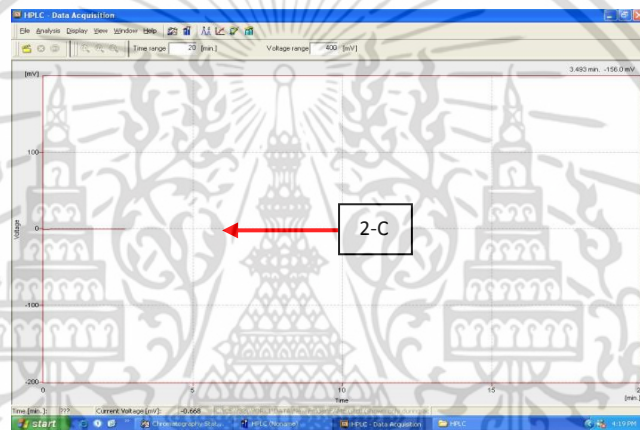 HPLC - Data Acquisition
File Analysis Display View Window Help
Time range 20 [min.] Voltage range 400 [mV]
3.493 min. -156.0 mV
[mV]
100
Voltage
0
2-C
-100
-200
0 5 10 15
Time [min.]
Time [min.]: ??? Current Voltage [mV]: -0.668
start HPLC - Data Acquisition HPLC 4:19 PM